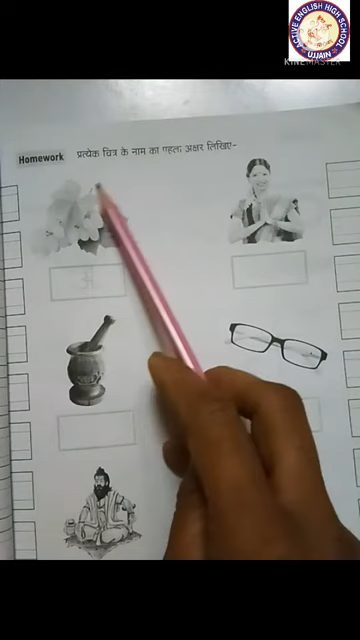 ACTIVE ENGLISH HIGH SCHOOL
UJJAIN
KINEMASTER
Homework प्रत्येक चित्र के नाम का पहला अक्षर लिखिए-
अ